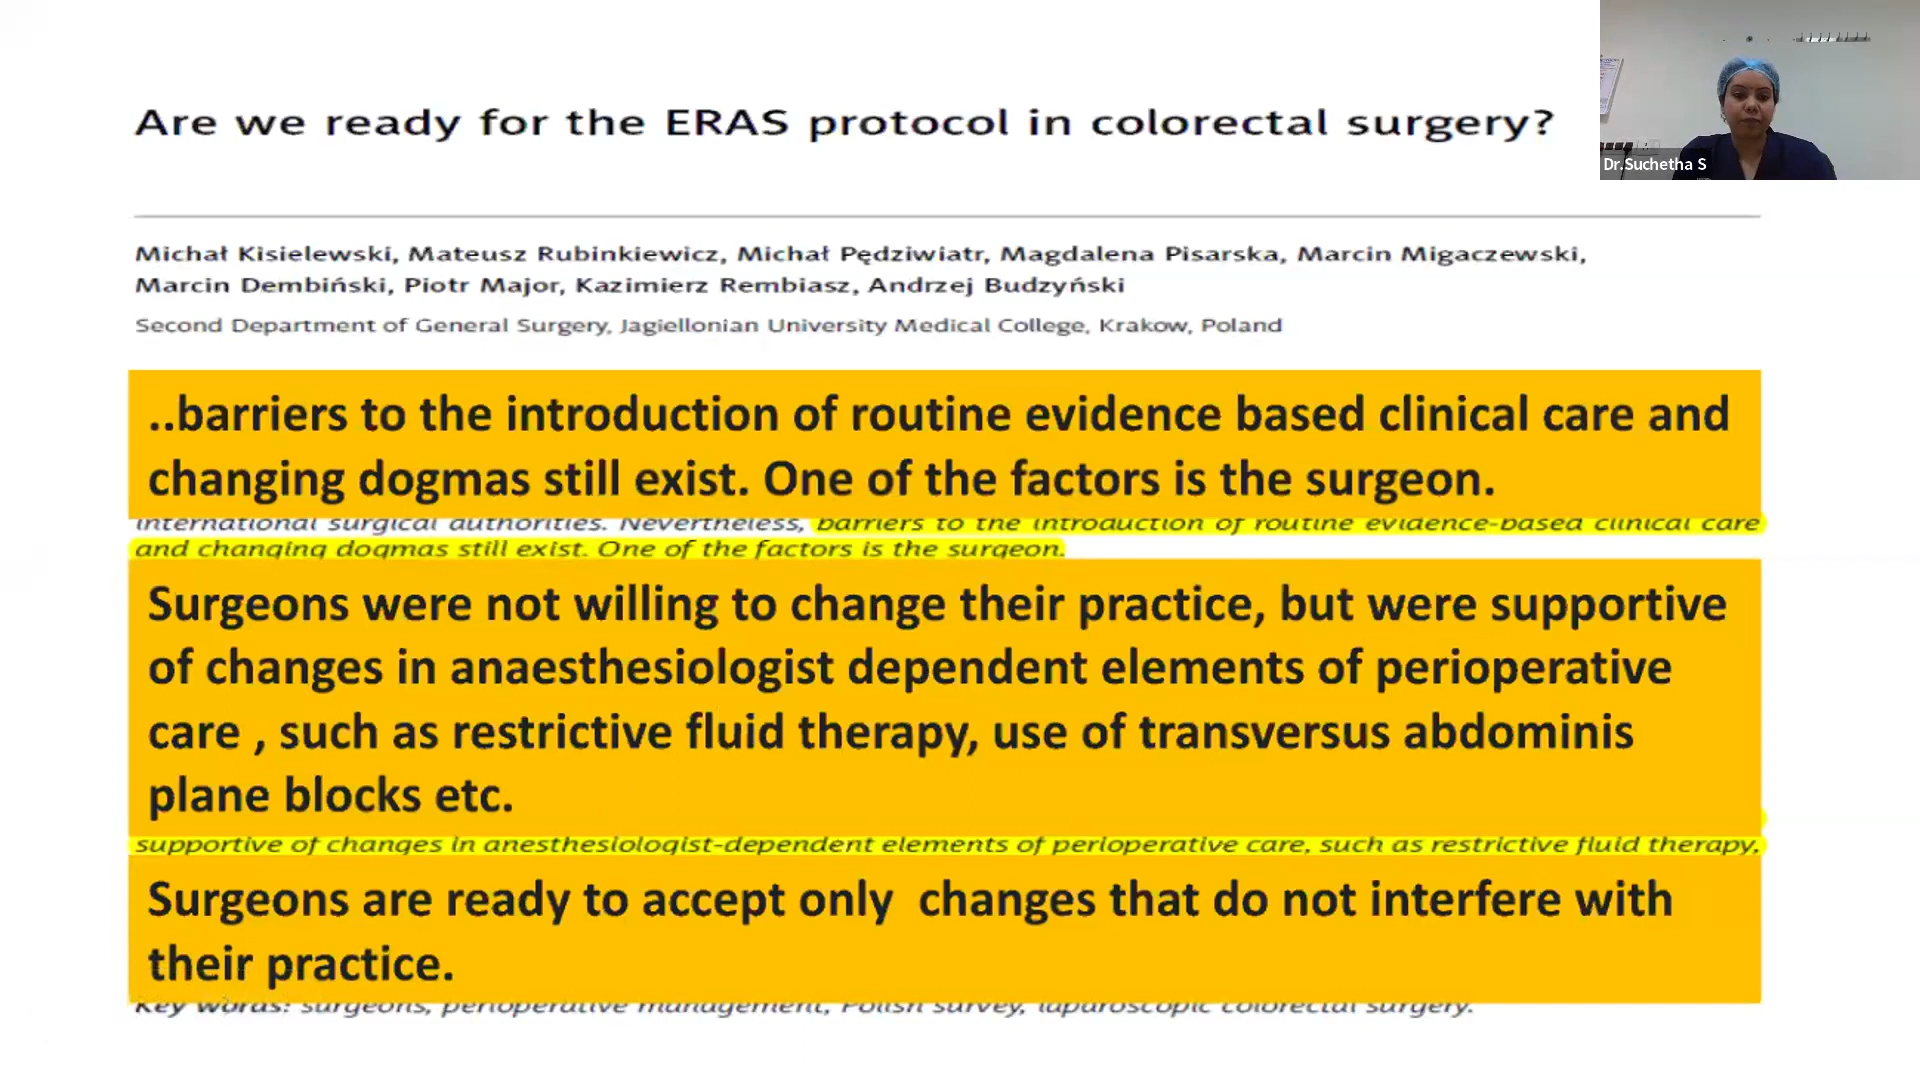 Are we ready for the ERAS protocol in colorectal surgery?
Dr.Suchetha S
Michał Kisielewski, Mateusz Rubinkiewicz, Michał Pędziwiatr, Magdalena Pisarska, Marcin Migaczewski,
Marcin Dembiński, Piotr Major, Kazimierz Rembiasz, Andrzej Budzyński
Second Department of General Surgery, Jagiellonian University Medical College, Krakow, Poland
..barriers to the introduction of routine evidence based clinical care and
changing dogmas still exist. One of the factors is the surgeon.
international surgical authorities. Nevertheless, barriers to the introduction of routine evidence-based clinical care
and changing dogmas still exist. One of the factors is the surgeon.
Surgeons were not willing to change their practice, but were supportive
of changes in anaesthesiologist dependent elements of perioperative
care , such as restrictive fluid therapy, use of transversus abdominis
plane blocks etc.
supportive of changes in anesthesiologist-dependent elements of perioperative care, such as restrictive fluid therapy,
Surgeons are ready to accept only  changes that do not interfere with
their practice.
Key words: surgeons, perioperative management, Polish survey, laparoscopic colorectal surgery.